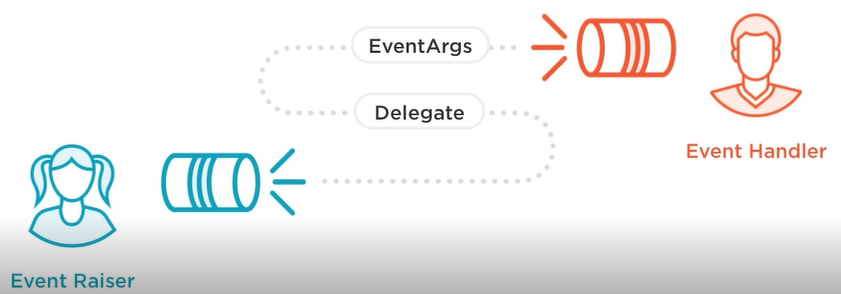 EventArgs
Delegate
Event Handler
Event Raiser